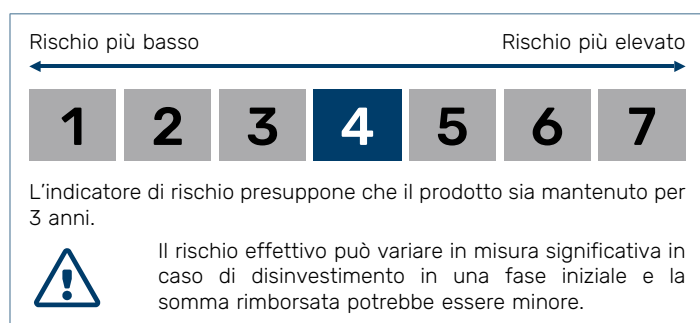 Rischio più basso Rischio più elevato
1 2 3 4 5 6 7
L'indicatore di rischio presuppone che il prodotto sia mantenuto per
3 anni.
Il rischio effettivo può variare in misura significativa in
caso di disinvestimento in una fase iniziale e la
somma rimborsata potrebbe essere minore.